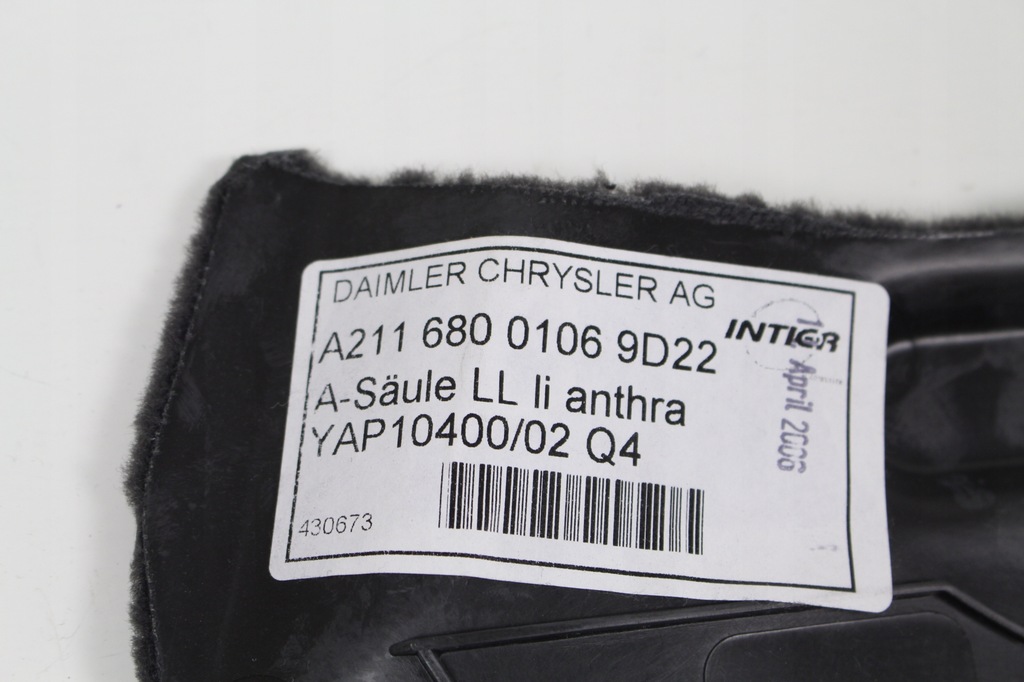 DAIMLER CHRYSLER AG
A211 680 0106 9D22
INTIER
A-Säule LL li anthra
YAP10400/02 Q4
430673
April 2006